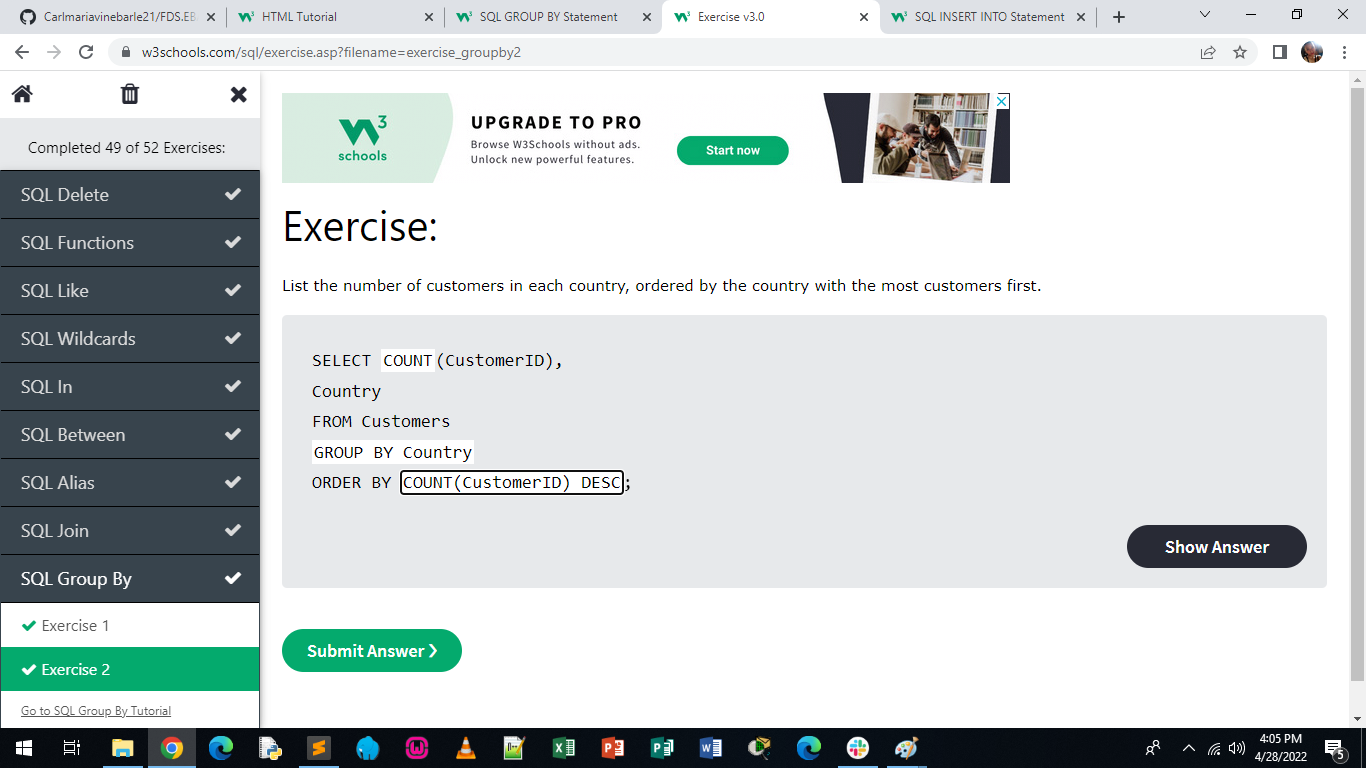 Carlmariavinebarle21/FDS.EB
HTML Tutorial
SQL GROUP BY Statement
Exercise v3.0
SQL INSERT INTO Statement
w3schools.com/sql/exercise.asp?filename=exercise_groupby2
Completed 49 of 52 Exercises:
SQL Delete
SQL Functions
SQL Like
SQL Wildcards
SQL In
SQL Between
SQL Alias
SQL Join
SQL Group By
Exercise 1
Exercise 2
Go to SQL Group By Tutorial
W3
schools
UPGRADE TO PRO
Browse W3Schools without ads.
Unlock new powerful features.
Start now
Exercise:
List the number of customers in each country, ordered by the country with the most customers first.
SELECT COUNT(CustomerID),
Country
FROM Customers
GROUP BY Country
ORDER BY COUNT(CustomerID) DESC;
Show Answer
Submit Answer ❯
4:05 PM
4/28/2022
5